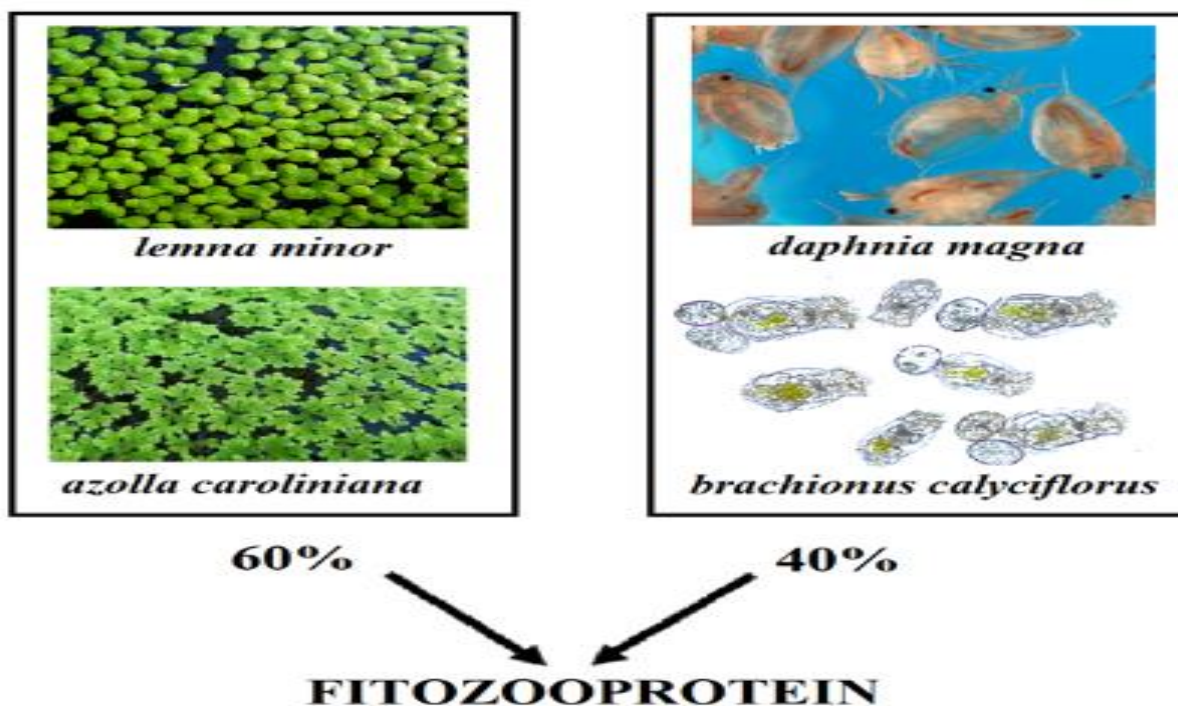 lemna minor
azolla caroliniana
60%
daphnia magna
brachionus calyciflorus
40%
FITOZOOPROTEIN